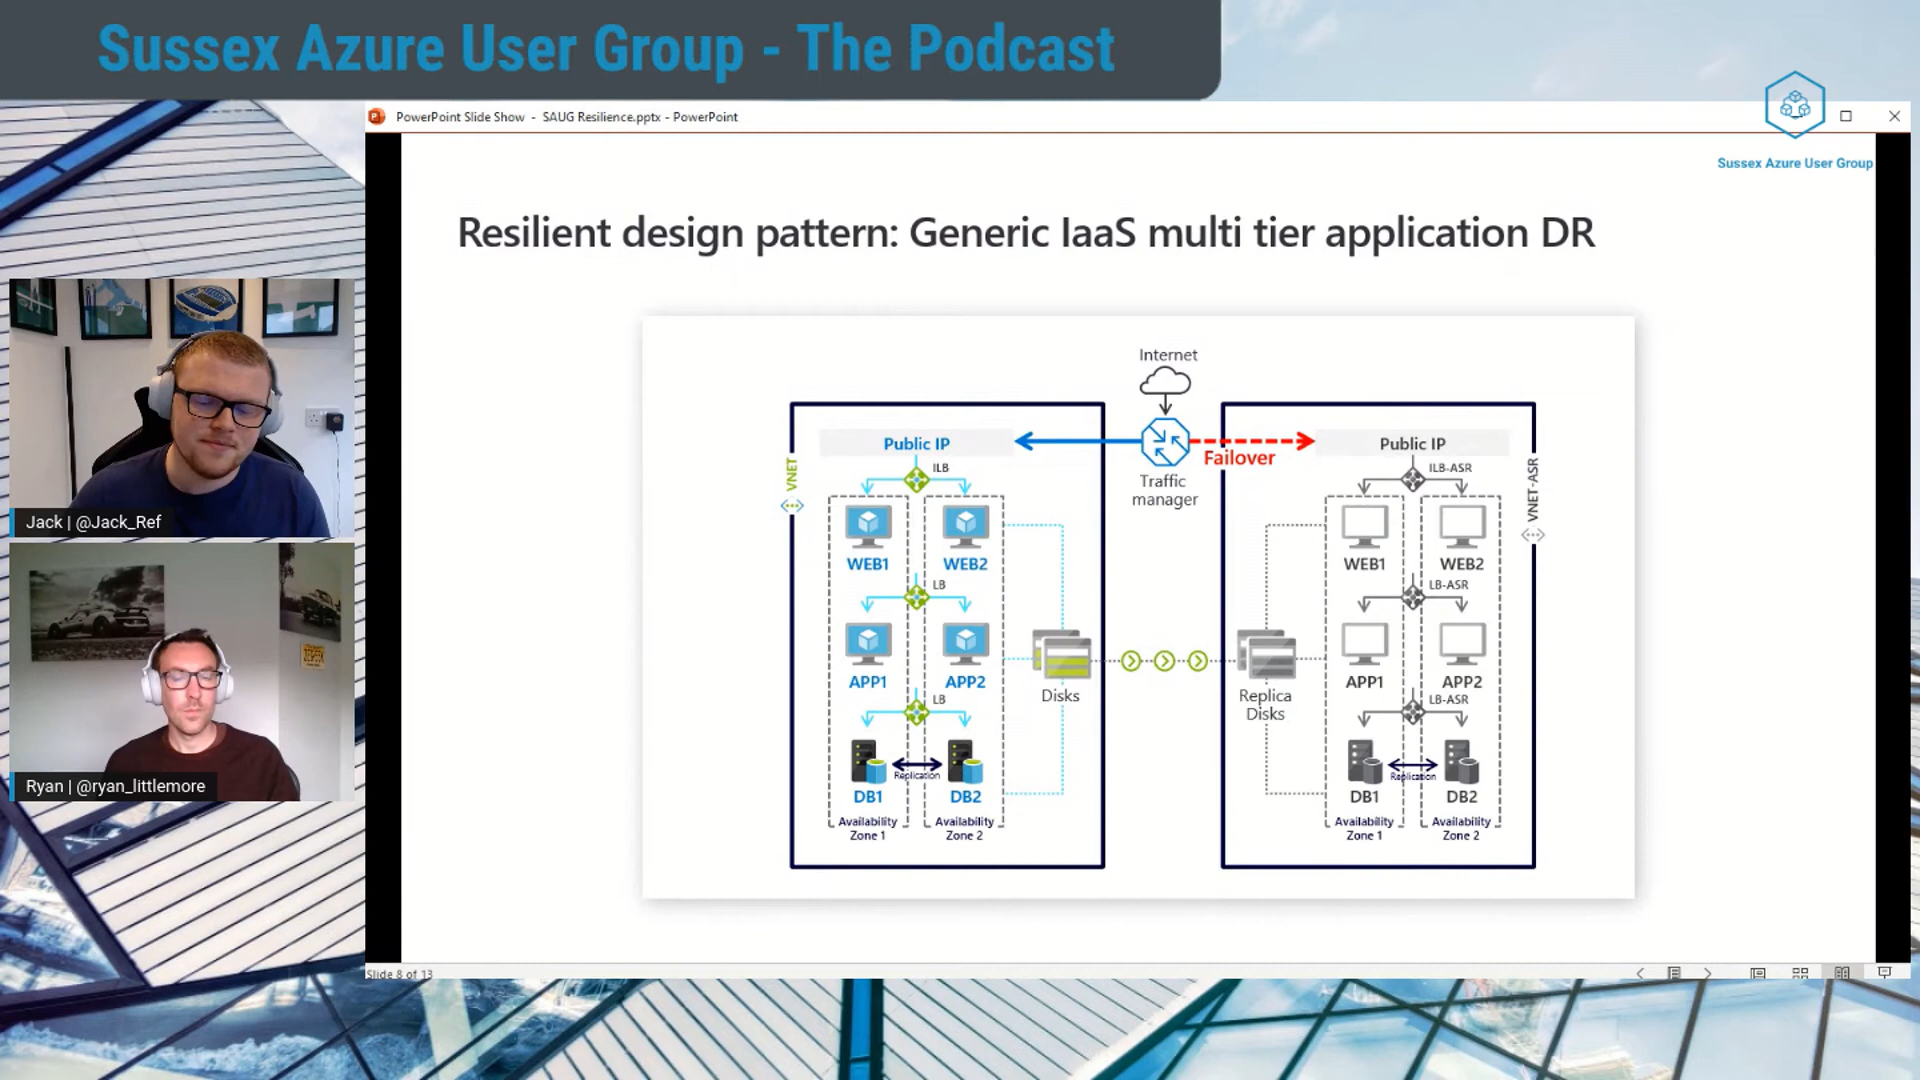 Sussex Azure User Group - The Podcast
PowerPoint Slide Show - SAUG Resilience.pptx - PowerPoint
Sussex Azure User Group
Resilient design pattern: Generic IaaS multi tier application DR
Internet
Traffic
manager
Failover
VNET
Public IP
ILB
WEB1 WEB2
LB
APP1 APP2
LB
Replication
DB1 DB2
Availability Availability
Zone 1 Zone 2
Disks
Replica
Disks
Public IP
ILB-ASR
WEB1 WEB2
LB-ASR
APP1 APP2
LB-ASR
Replication
DB1 DB2
Availability Availability
Zone 1 Zone 2
VNET-ASR
Jack | @Jack_Ref
Ryan | @ryan_littlemore
Slide 8 of 13